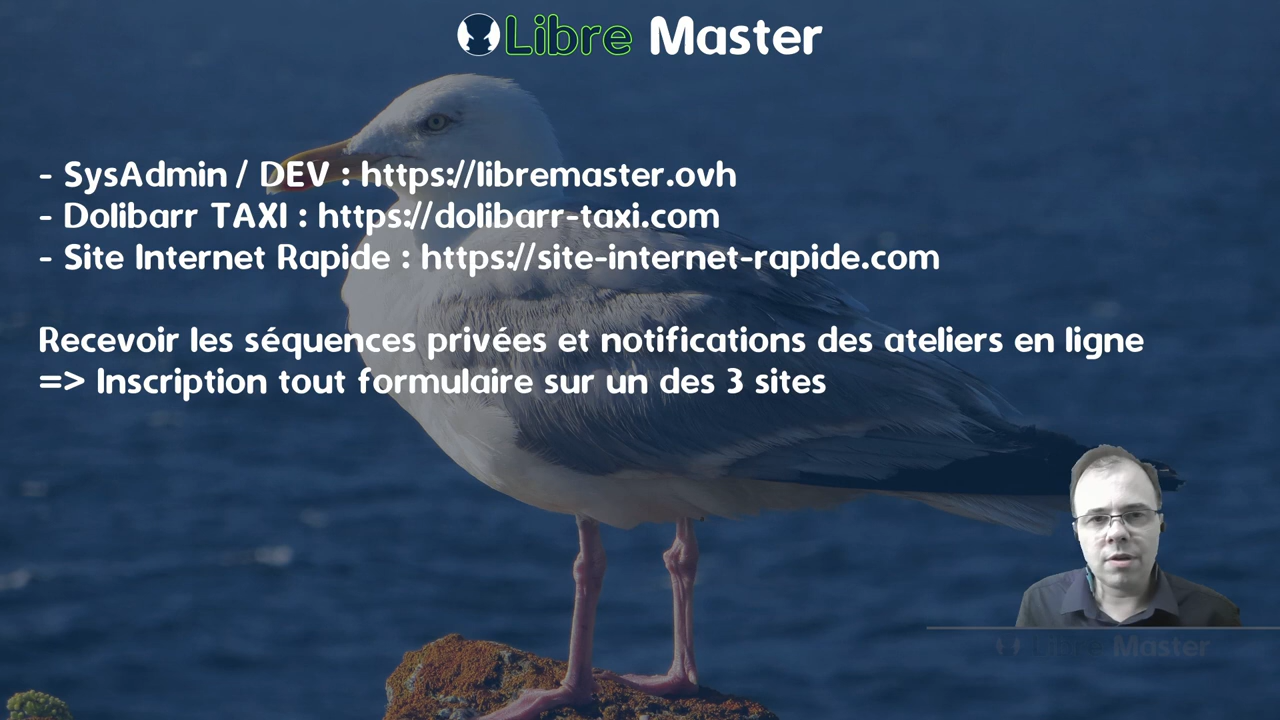 Libre Master
- SysAdmin / DEV : https://libremaster.ovh
- Dolibarr TAXI : https://dolibarr-taxi.com
- Site Internet Rapide : https://site-internet-rapide.com
Recevoir les séquences privées et notifications des ateliers en ligne
=> Inscription tout formulaire sur un des 3 sites
Libre Master